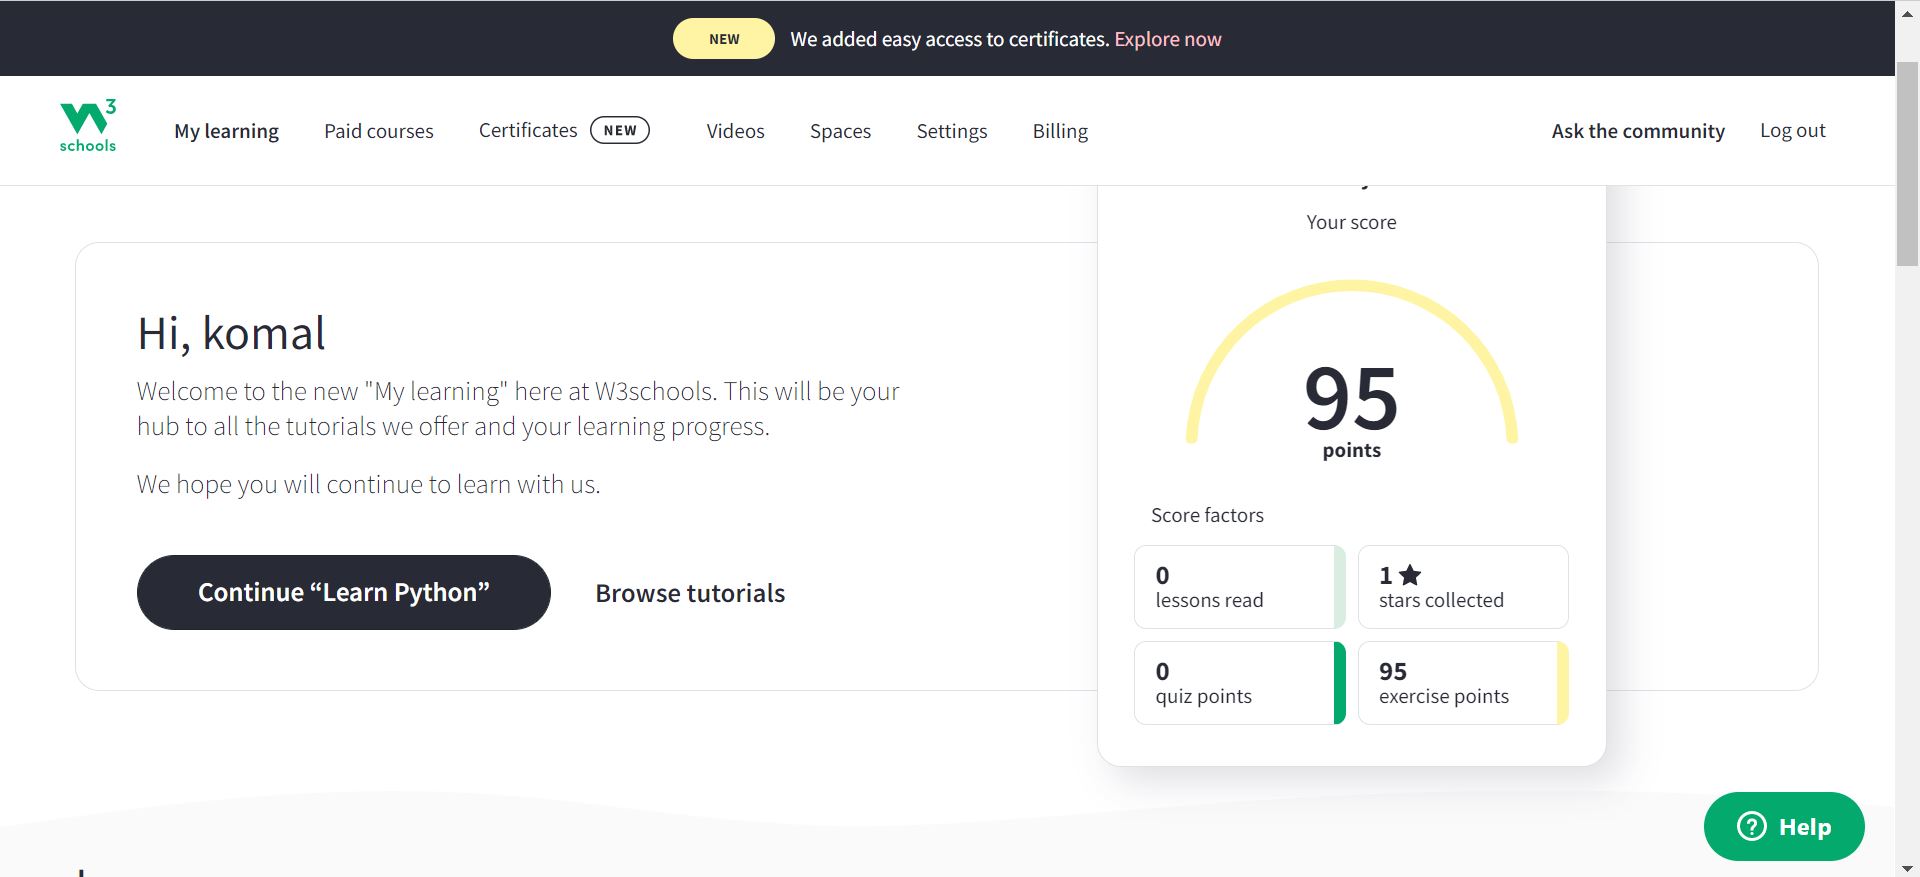 NEW We added easy access to certificates. Explore now
W3 schools
My learning Paid courses Certificates NEW Videos Spaces Settings Billing Ask the community Log out
Your score
Hi, komal
Welcome to the new "My learning" here at W3schools. This will be your
hub to all the tutorials we offer and your learning progress.
We hope you will continue to learn with us.
Continue “Learn Python” Browse tutorials
95
points
Score factors
0
lessons read
1
stars collected
0
quiz points
95
exercise points
Help